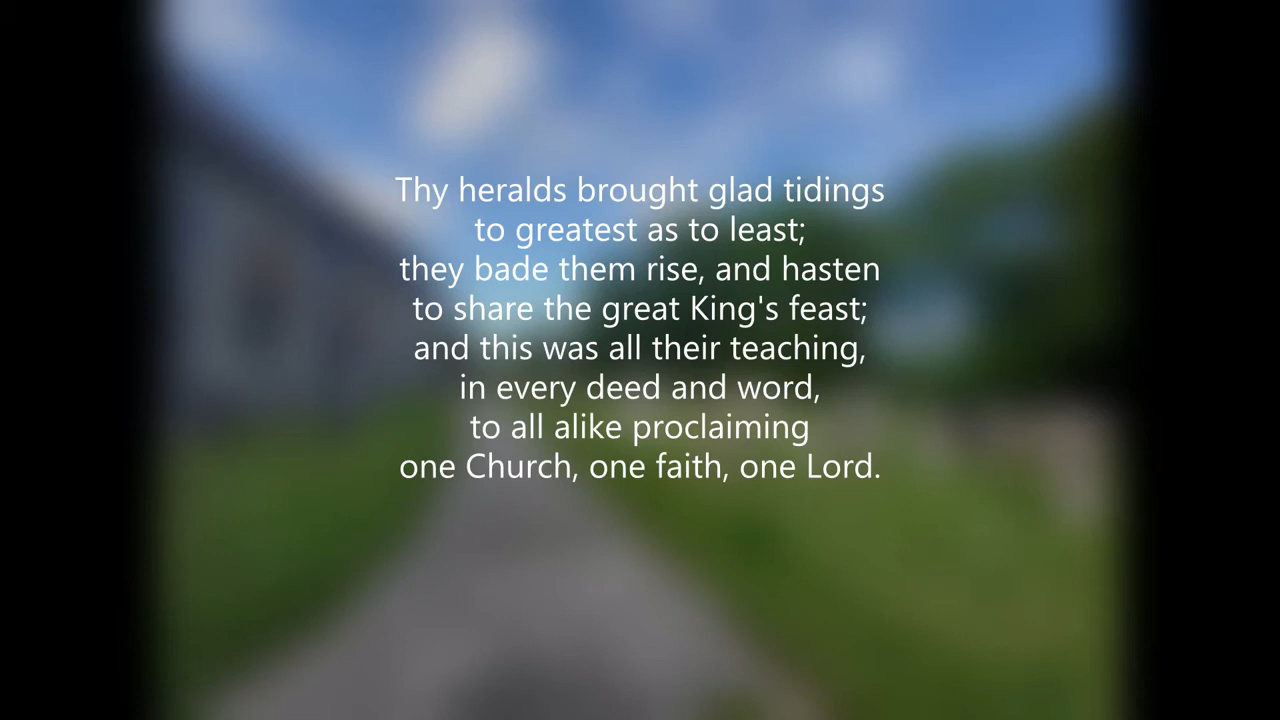 Thy heralds brought glad tidings
to greatest as to least;
they bade them rise, and hasten
to share the great King's feast;
and this was all their teaching,
in every deed and word,
to all alike proclaiming
one Church, one faith, one Lord.